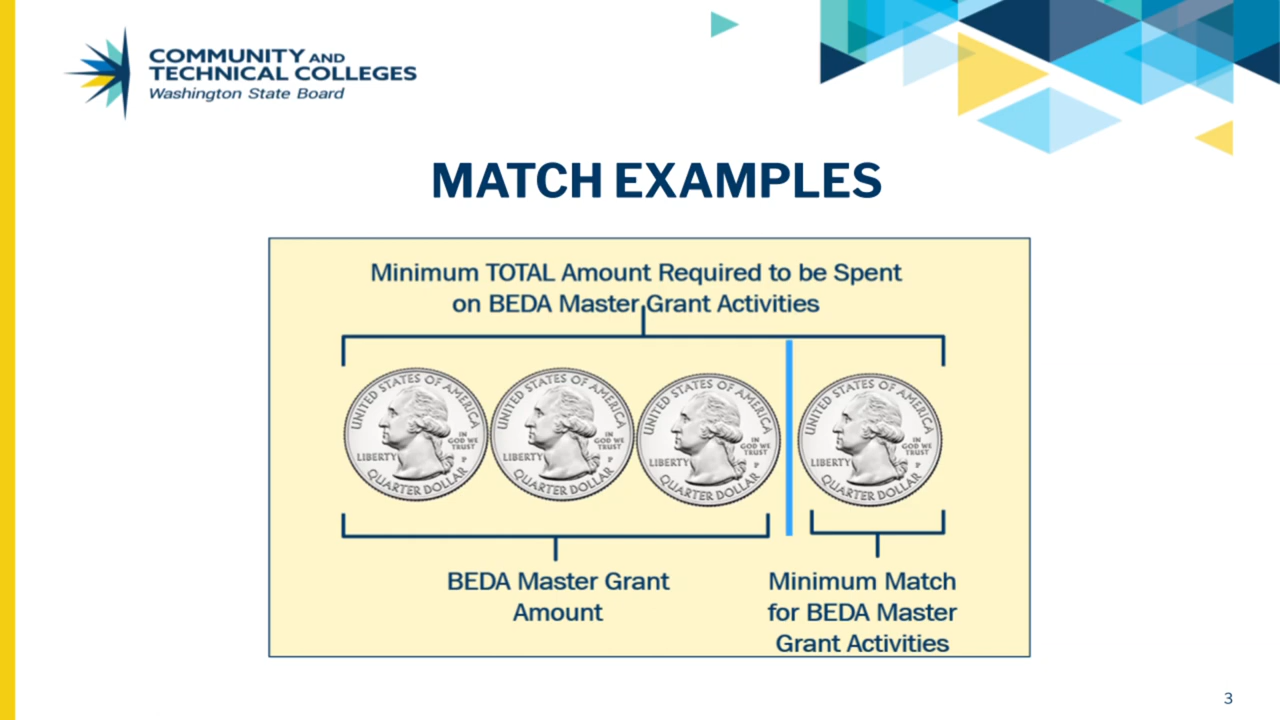 COMMUNITY AND
TECHNICAL COLLEGES
Washington State Board
MATCH EXAMPLES
Minimum TOTAL Amount Required to be Spent
on BEDA Master Grant Activities
UNITED STATES OF AMERICA
LIBERTY
IN
GOD WE
TRUST
P
QUARTER DOLLAR
UNITED STATES OF AMERICA
LIBERTY
IN
GOD WE
TRUST
P
QUARTER DOLLAR
UNITED STATES OF AMERICA
LIBERTY
IN
GOD WE
TRUST
P
QUARTER DOLLAR
UNITED STATES OF AMERICA
LIBERTY
IN
GOD WE
TRUST
P
QUARTER DOLLAR
BEDA Master Grant
Amount
Minimum Match
for BEDA Master
Grant Activities
3